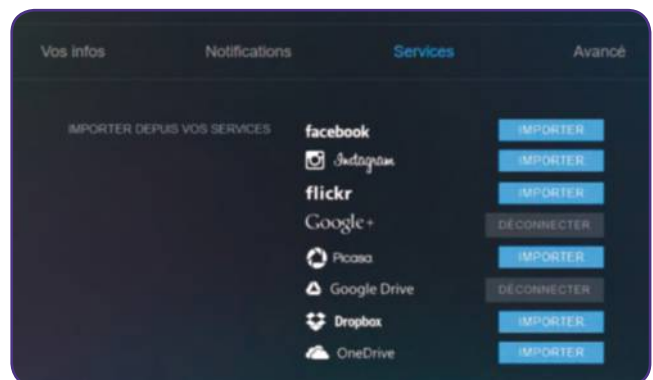 Vos infos Notifications Services Avancé
IMPORTER DEPUIS VOS SERVICES facebook IMPORTER
Instagram IMPORTER
flickr IMPORTER
Google+ DÉCONNECTER
Picasa IMPORTER
Google Drive DÉCONNECTER
Dropbox IMPORTER
OneDrive IMPORTER